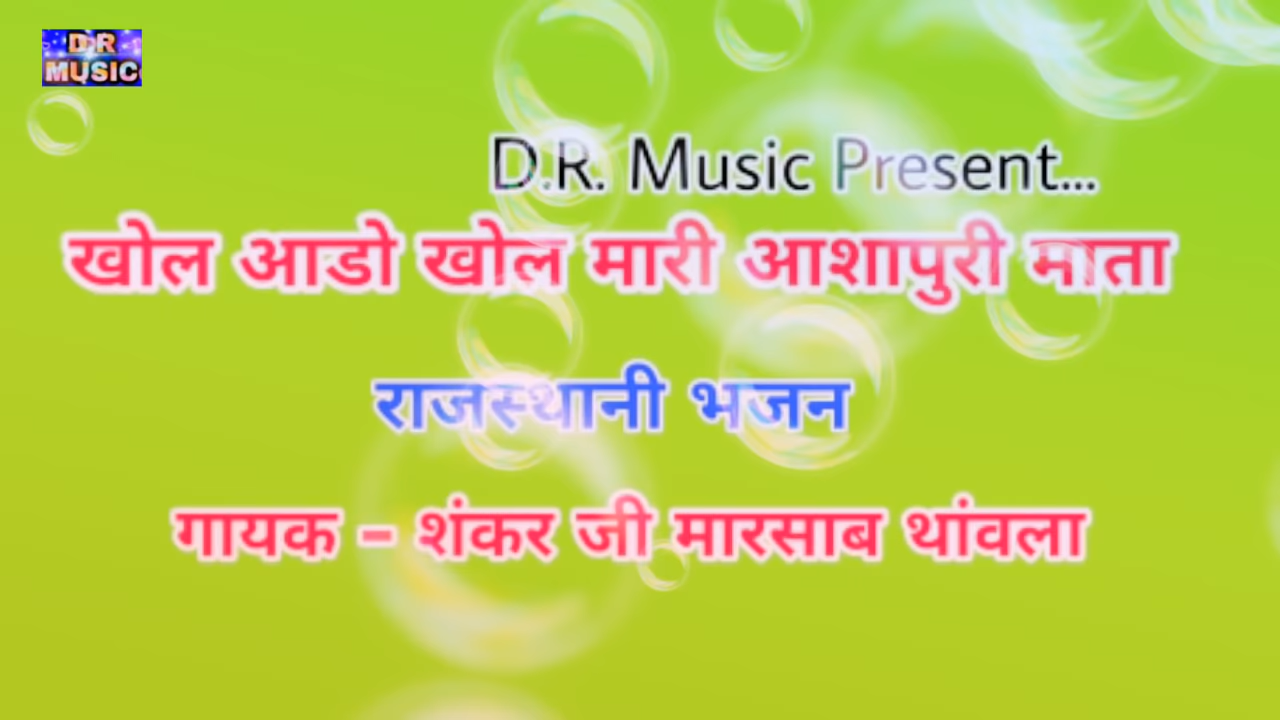 D R
MUSIC
D.R. Music Present...
खोल आडो खोल मारी आशापुरी माता
राजस्थानी भजन
गायक - शंकर जी मारसाब थांवला